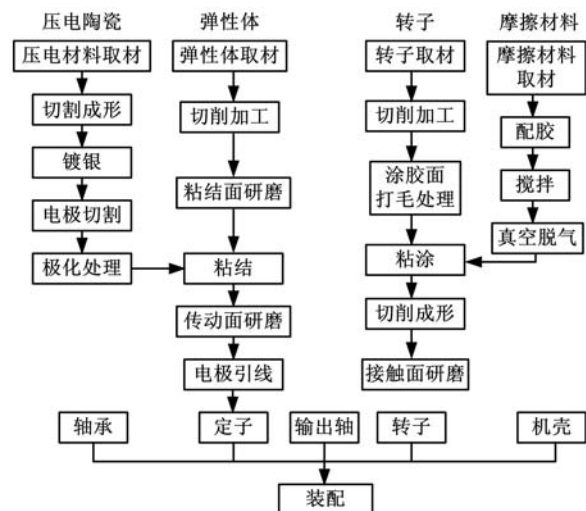 压电陶瓷
压电材料取材
切割成形
镀银
电极切割
极化处理
弹性体
弹性体取材
切削加工
粘结面研磨
粘结
传动面研磨
电极引线
转子
转子取材
切削加工
涂胶面
打毛处理
粘涂
切削成形
接触面研磨
摩擦材料
摩擦材料
取材
配胶
搅拌
真空脱气
轴承
定子
输出轴
转子
机壳
装配